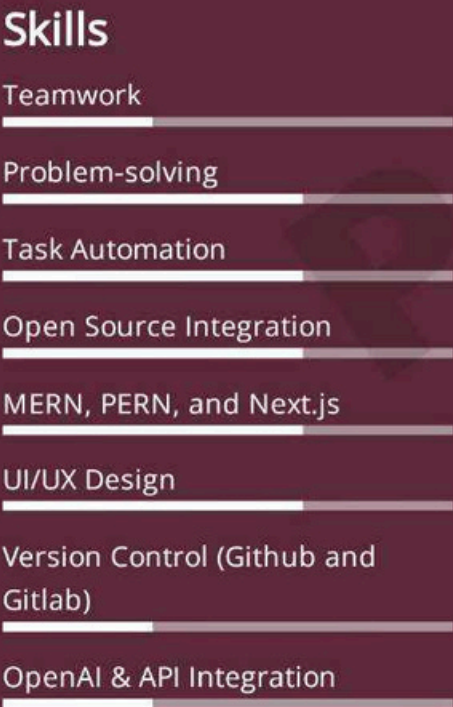 Skills
Teamwork
Problem-solving
Task Automation
Open Source Integration
MERN, PERN, and Next.js
UI/UX Design
Version Control (Github and
Gitlab)
OpenAI & API Integration